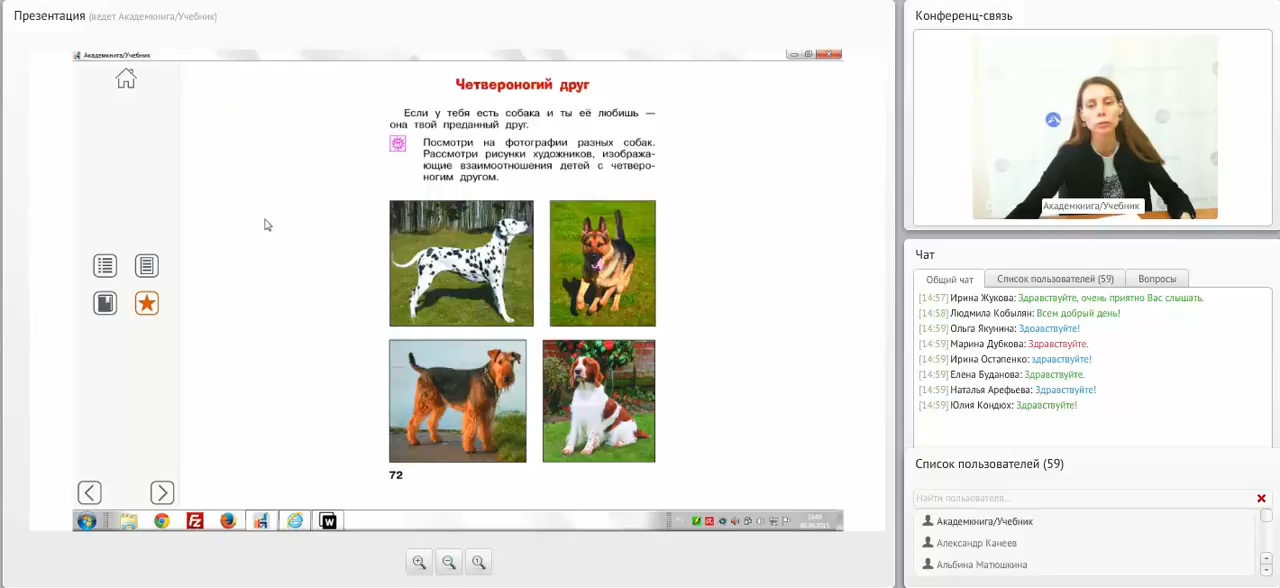 Презентация (ведет Академкнига/Учебник)
Академкнига/Учебник
Четвероногий друг
Если у тебя есть собака и ты её любишь —
она твой преданный друг.
Посмотри на фотографии разных собак.
Рассмотри рисунки художников, изобража-
ющие взаимоотношения детей с четверо-
ногим другом.
72
Конференц-связь
Академкнига/Учебник
Чат
Общий чат
Список пользователей (59)
Вопросы
[14:57] Ирина Жукова: Здравствуйте, очень приятно Вас слышать.
[14:58] Людмила Кобылян: Всем добрый день!
[14:59] Ольга Якунина: Здоавствуйте!
[14:59] Марина Дубкова: Здравствуйте.
[14:59] Ирина Остапенко: здравствуйте!
[14:59] Елена Буданова: Здравствуйте.
[14:59] Наталья Арефьева: Здравствуйте!
[14:59] Юлия Кондюх: Здравствуйте!
Список пользователей (59)
Найти пользователя...
Академкнига/Учебник
Александр Канеев
Альбина Матюшкина